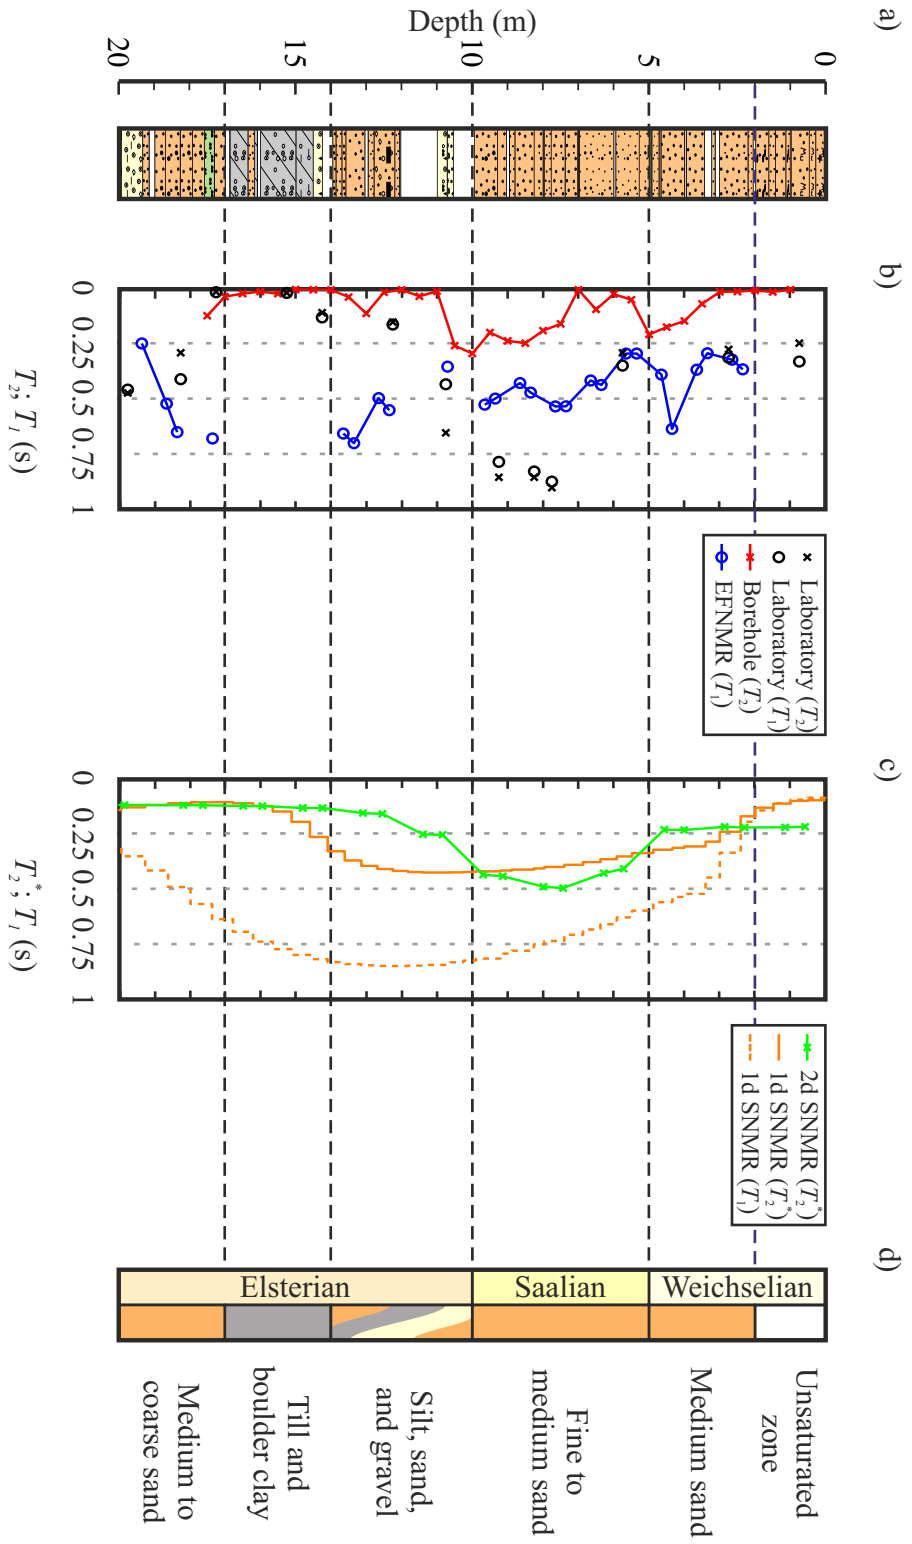 a)
Depth (m)
20
15
10
5
0
b)
0
0.25
0.5
0.75
1
T₂; T₁ (s)
Laboratory (T₂)
Laboratory (T₁)
Borehole (T₂)
EFNMR (T₁)
c)
0
0.25
0.5
0.75
1
T₂*; T₁ (s)
2d SNMR (T₂*)
1d SNMR (T₂*)
1d SNMR (T₁)
d)
Elsterian
Saalian
Weichselian
Unsaturated
zone
Medium sand
Fine to
medium sand
Silt, sand,
and gravel
Till and
boulder clay
Medium to
coarse sand